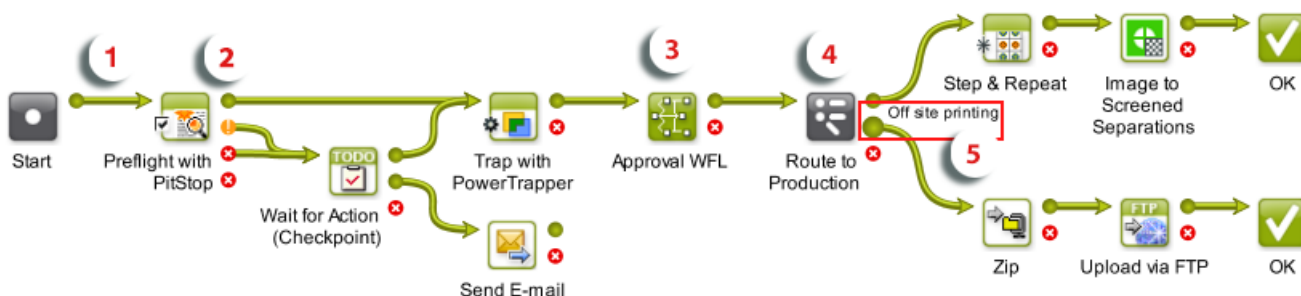 1
2
3
4
5
Start
Preflight with
PitStop
TODO
Wait for Action
(Checkpoint)
Trap with
PowerTrapper
Send E-mail
Approval WFL
Route to
Production
Off site printing
Step & Repeat
Image to
Screened
Separations
OK
Zip
FTP
Upload via FTP
OK